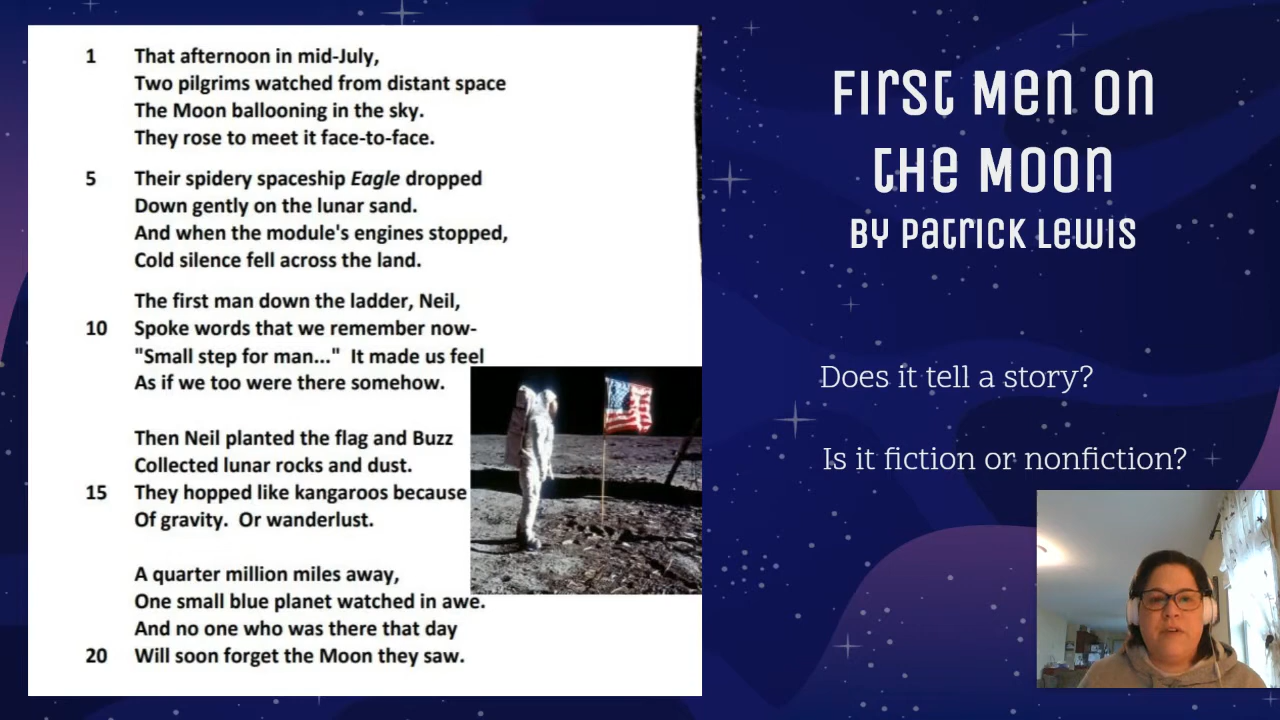 1 That afternoon in mid-July,
Two pilgrims watched from distant space
The Moon ballooning in the sky.
They rose to meet it face-to-face.
5 Their spidery spaceship Eagle dropped
Down gently on the lunar sand.
And when the module's engines stopped,
Cold silence fell across the land.
The first man down the ladder, Neil,
10 Spoke words that we remember now-
"Small step for man..." It made us feel
As if we too were there somehow.
Then Neil planted the flag and Buzz
Collected lunar rocks and dust.
15 They hopped like kangaroos because
Of gravity. Or wanderlust.
A quarter million miles away,
One small blue planet watched in awe.
And no one who was there that day
20 Will soon forget the Moon they saw.
First Men on
the Moon
By Patrick Lewis
Does it tell a story?
Is it fiction or nonfiction?